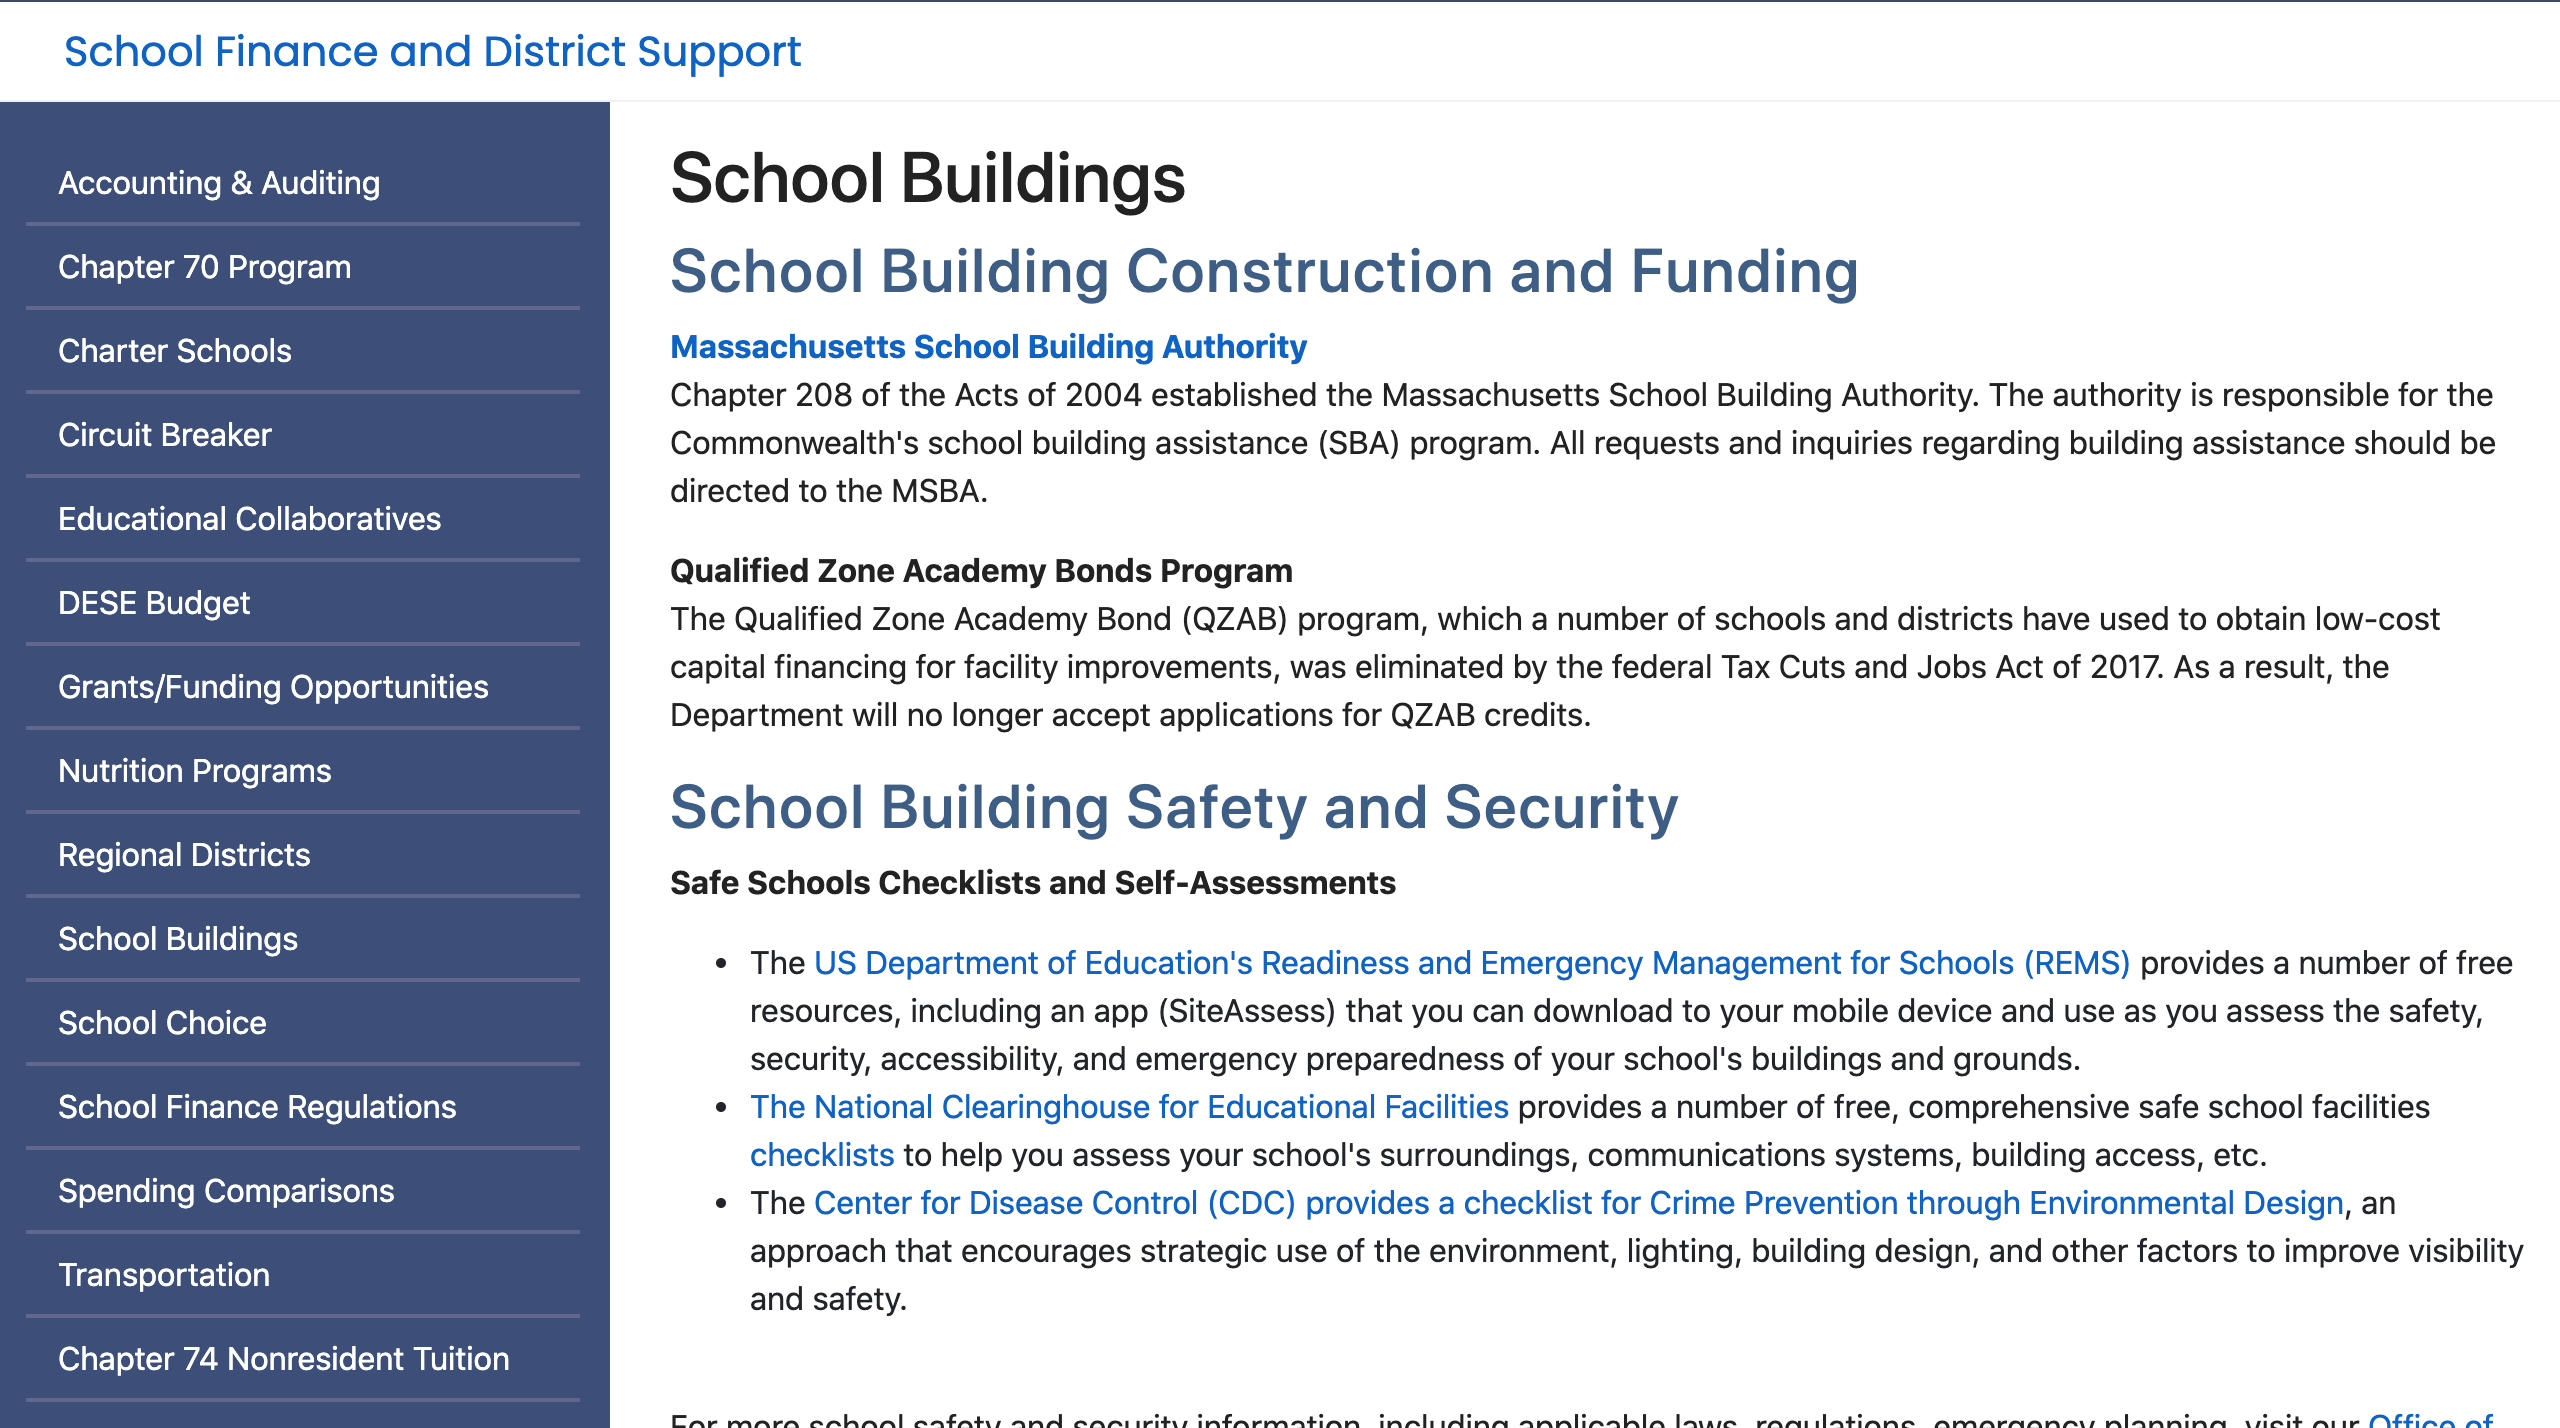 School Finance and District Support
Accounting & Auditing
Chapter 70 Program
Charter Schools
Circuit Breaker
Educational Collaboratives
DESE Budget
Grants/Funding Opportunities
Nutrition Programs
Regional Districts
School Buildings
School Choice
School Finance Regulations
Spending Comparisons
Transportation
Chapter 74 Nonresident Tuition
School Buildings
School Building Construction and Funding
Massachusetts School Building Authority
Chapter 208 of the Acts of 2004 established the Massachusetts School Building Authority. The authority is responsible for the
Commonwealth's school building assistance (SBA) program. All requests and inquiries regarding building assistance should be
directed to the MSBA.
Qualified Zone Academy Bonds Program
The Qualified Zone Academy Bond (QZAB) program, which a number of schools and districts have used to obtain low-cost
capital financing for facility improvements, was eliminated by the federal Tax Cuts and Jobs Act of 2017. As a result, the
Department will no longer accept applications for QZAB credits.
School Building Safety and Security
Safe Schools Checklists and Self-Assessments
• The US Department of Education's Readiness and Emergency Management for Schools (REMS) provides a number of free
resources, including an app (SiteAssess) that you can download to your mobile device and use as you assess the safety,
security, accessibility, and emergency preparedness of your school's buildings and grounds.
• The National Clearinghouse for Educational Facilities provides a number of free, comprehensive safe school facilities
checklists to help you assess your school's surroundings, communications systems, building access, etc.
• The Center for Disease Control (CDC) provides a checklist for Crime Prevention through Environmental Design, an
approach that encourages strategic use of the environment, lighting, building design, and other factors to improve visibility
and safety.
For more school safety and security information, including applicable laws, regulations, emergency planning, visit our Office of